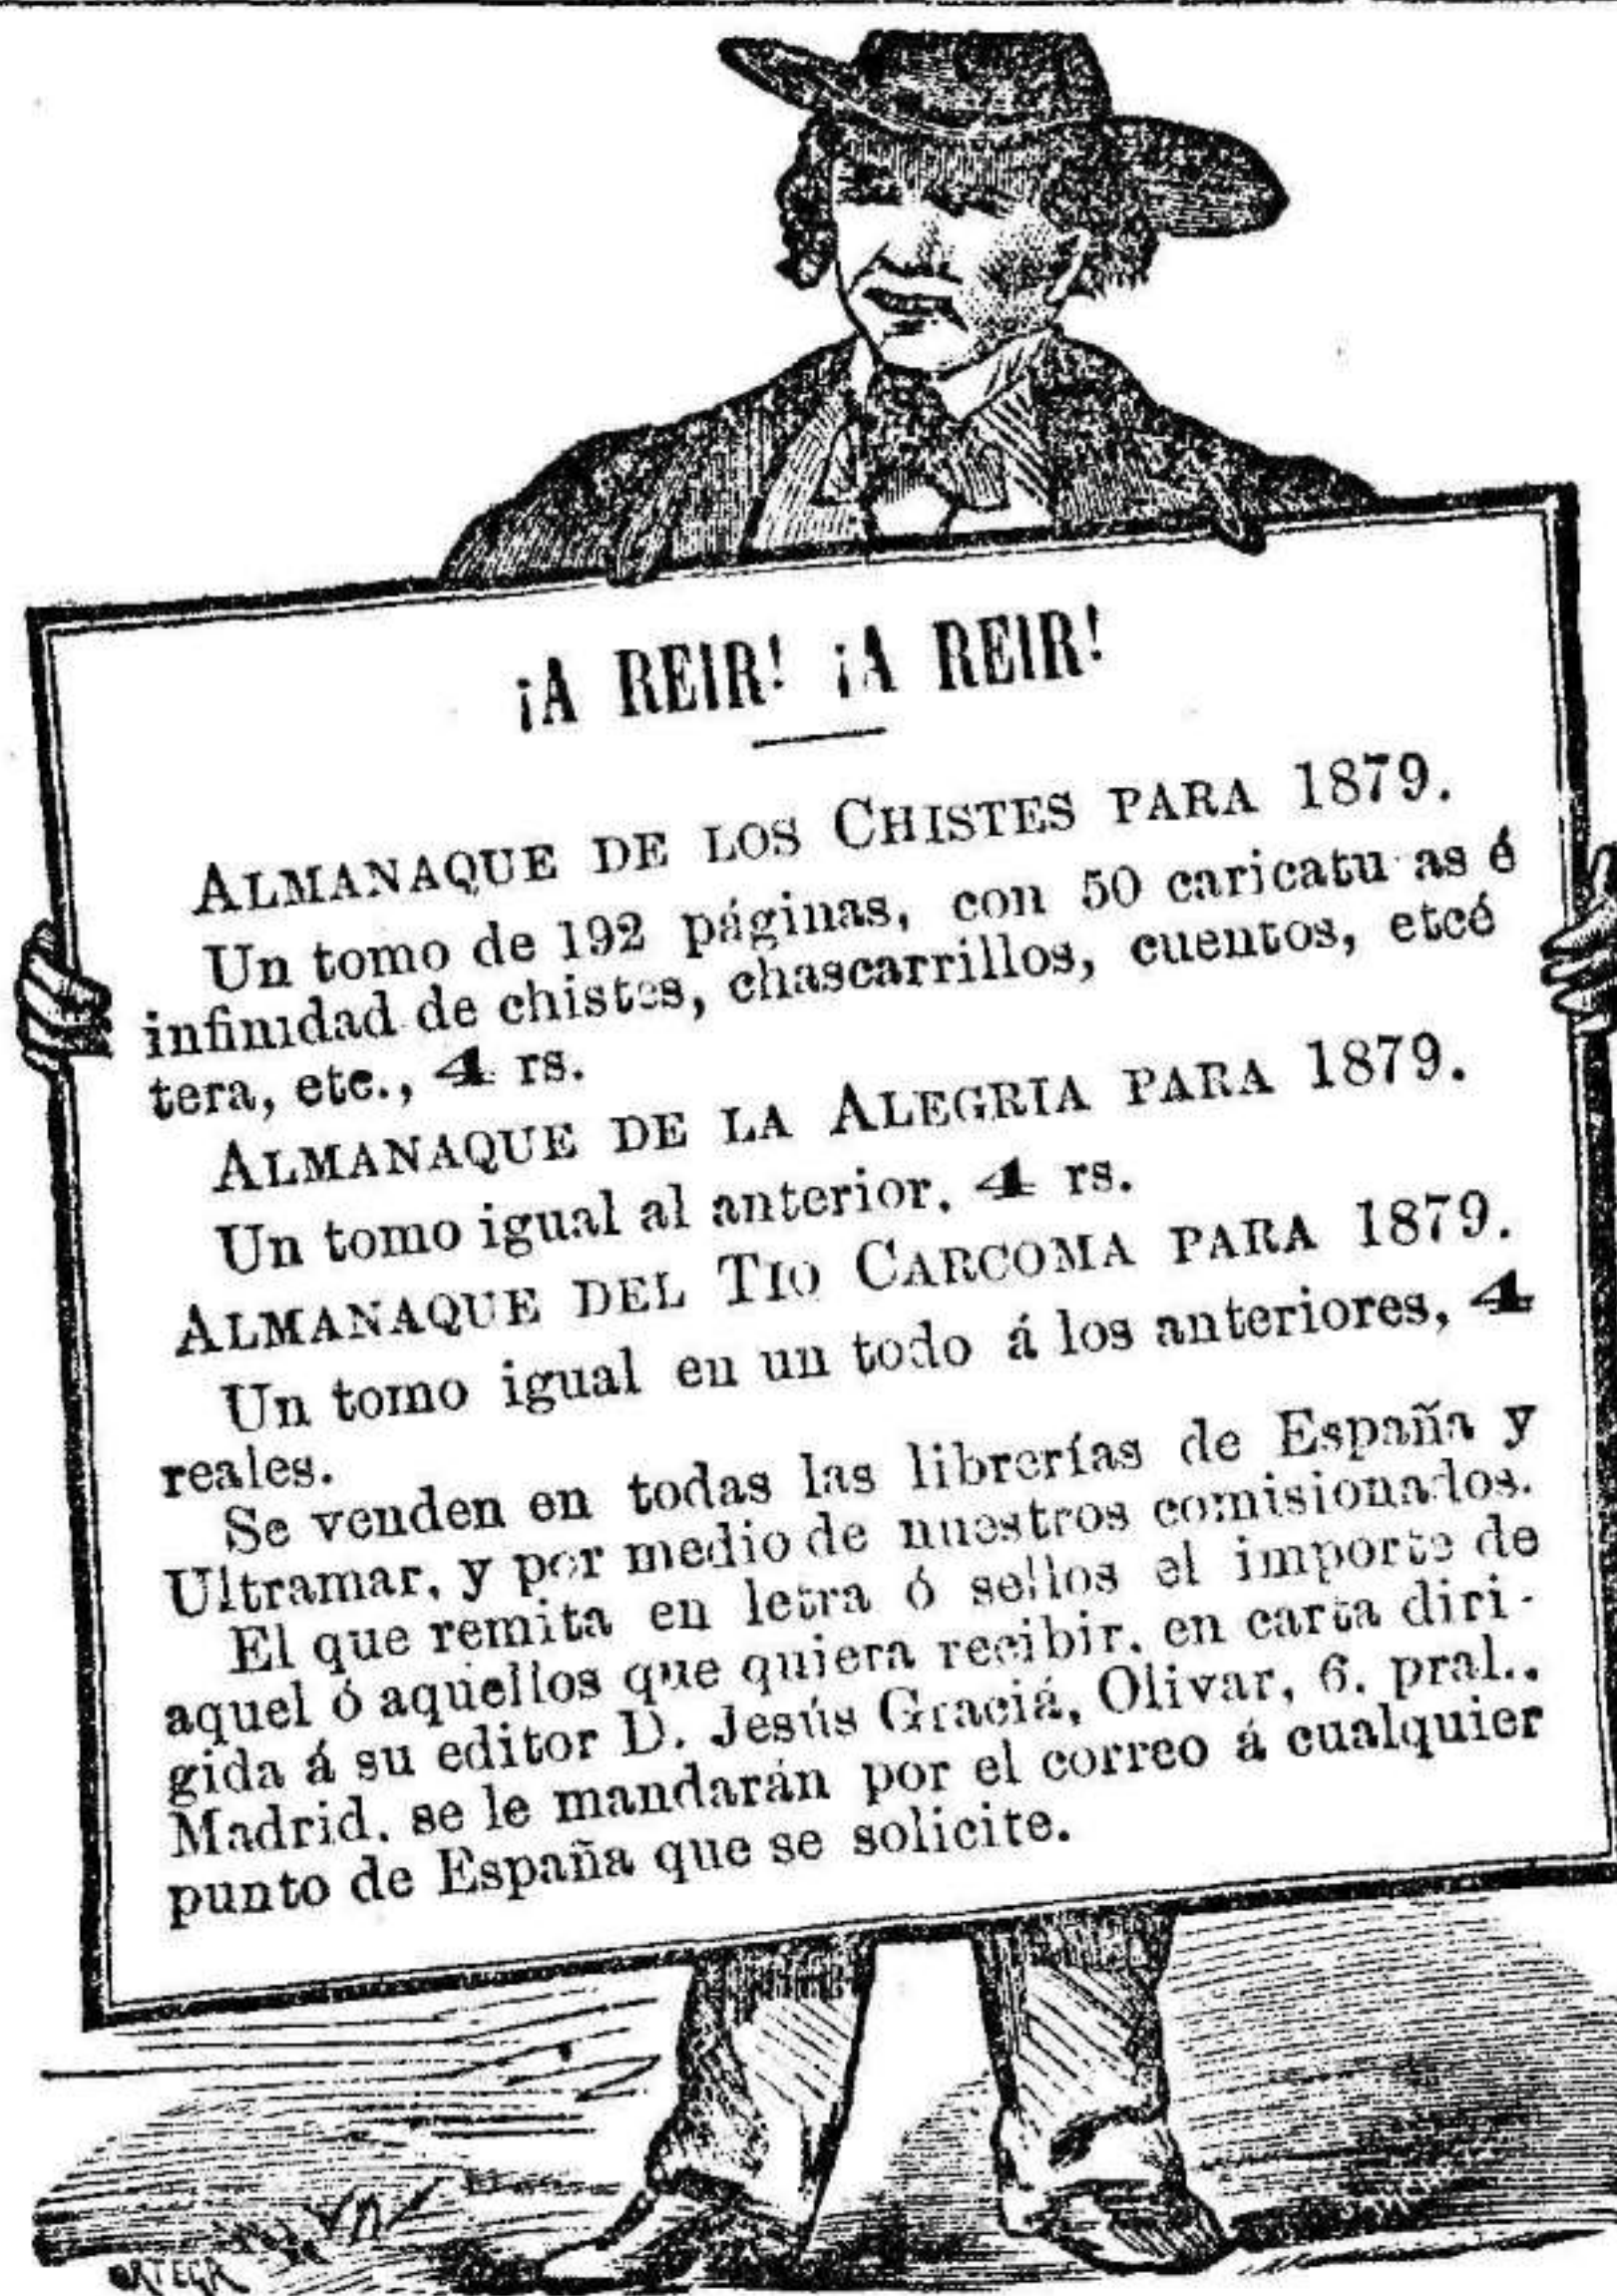 ¡A REIR! ¡A REIR!
ALMANAQUE DE LOS CHISTES PARA 1879.
Un tomo de 192 páginas, con 50 caricatu as é
infinidad de chistes, chascarrillos, cuentos, etcé
tera, etc., 4 rs.
ALMANAQUE DE LA ALEGRIA PARA 1879.
Un tomo igual al anterior, 4 rs.
ALMANAQUE DEL TIO CARCOMA PARA 1879.
Un tomo igual en un todo á los anteriores, 4
reales.
Se venden en todas las librerías de España y
Ultramar, y por medio de nuestros comisionados.
El que remita en letra ó sellos el importe de
aquel ó aquellos que quiera recibir, en carta diri-
gida á su editor D. Jesús Graciá, Olivar, 6, pral.,
Madrid, se le mandarán por el correo á cualquier
punto de España que se solicite.
ORTEGA